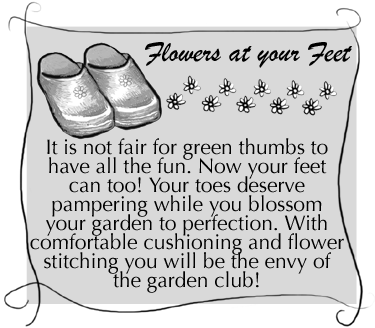 Flowers at your Feet
It is not fair for green thumbs to
have all the fun. Now your feet
can too! Your toes deserve
pampering while you blossom
your garden to perfection. With
comfortable cushioning and flower
stitching you will be the envy of
the garden club!